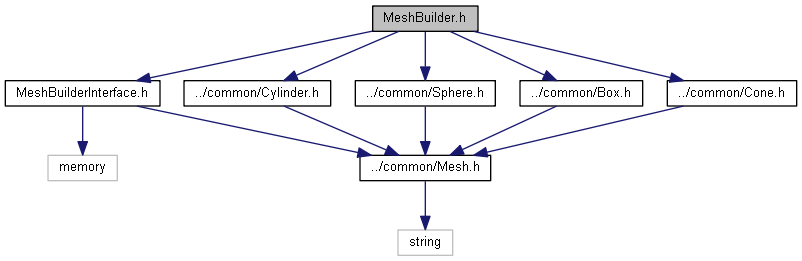 MeshBuilder.h
MeshBuilderInterface.h
../common/Cylinder.h
../common/Sphere.h
../common/Box.h
../common/Cone.h
memory
../common/Mesh.h
string